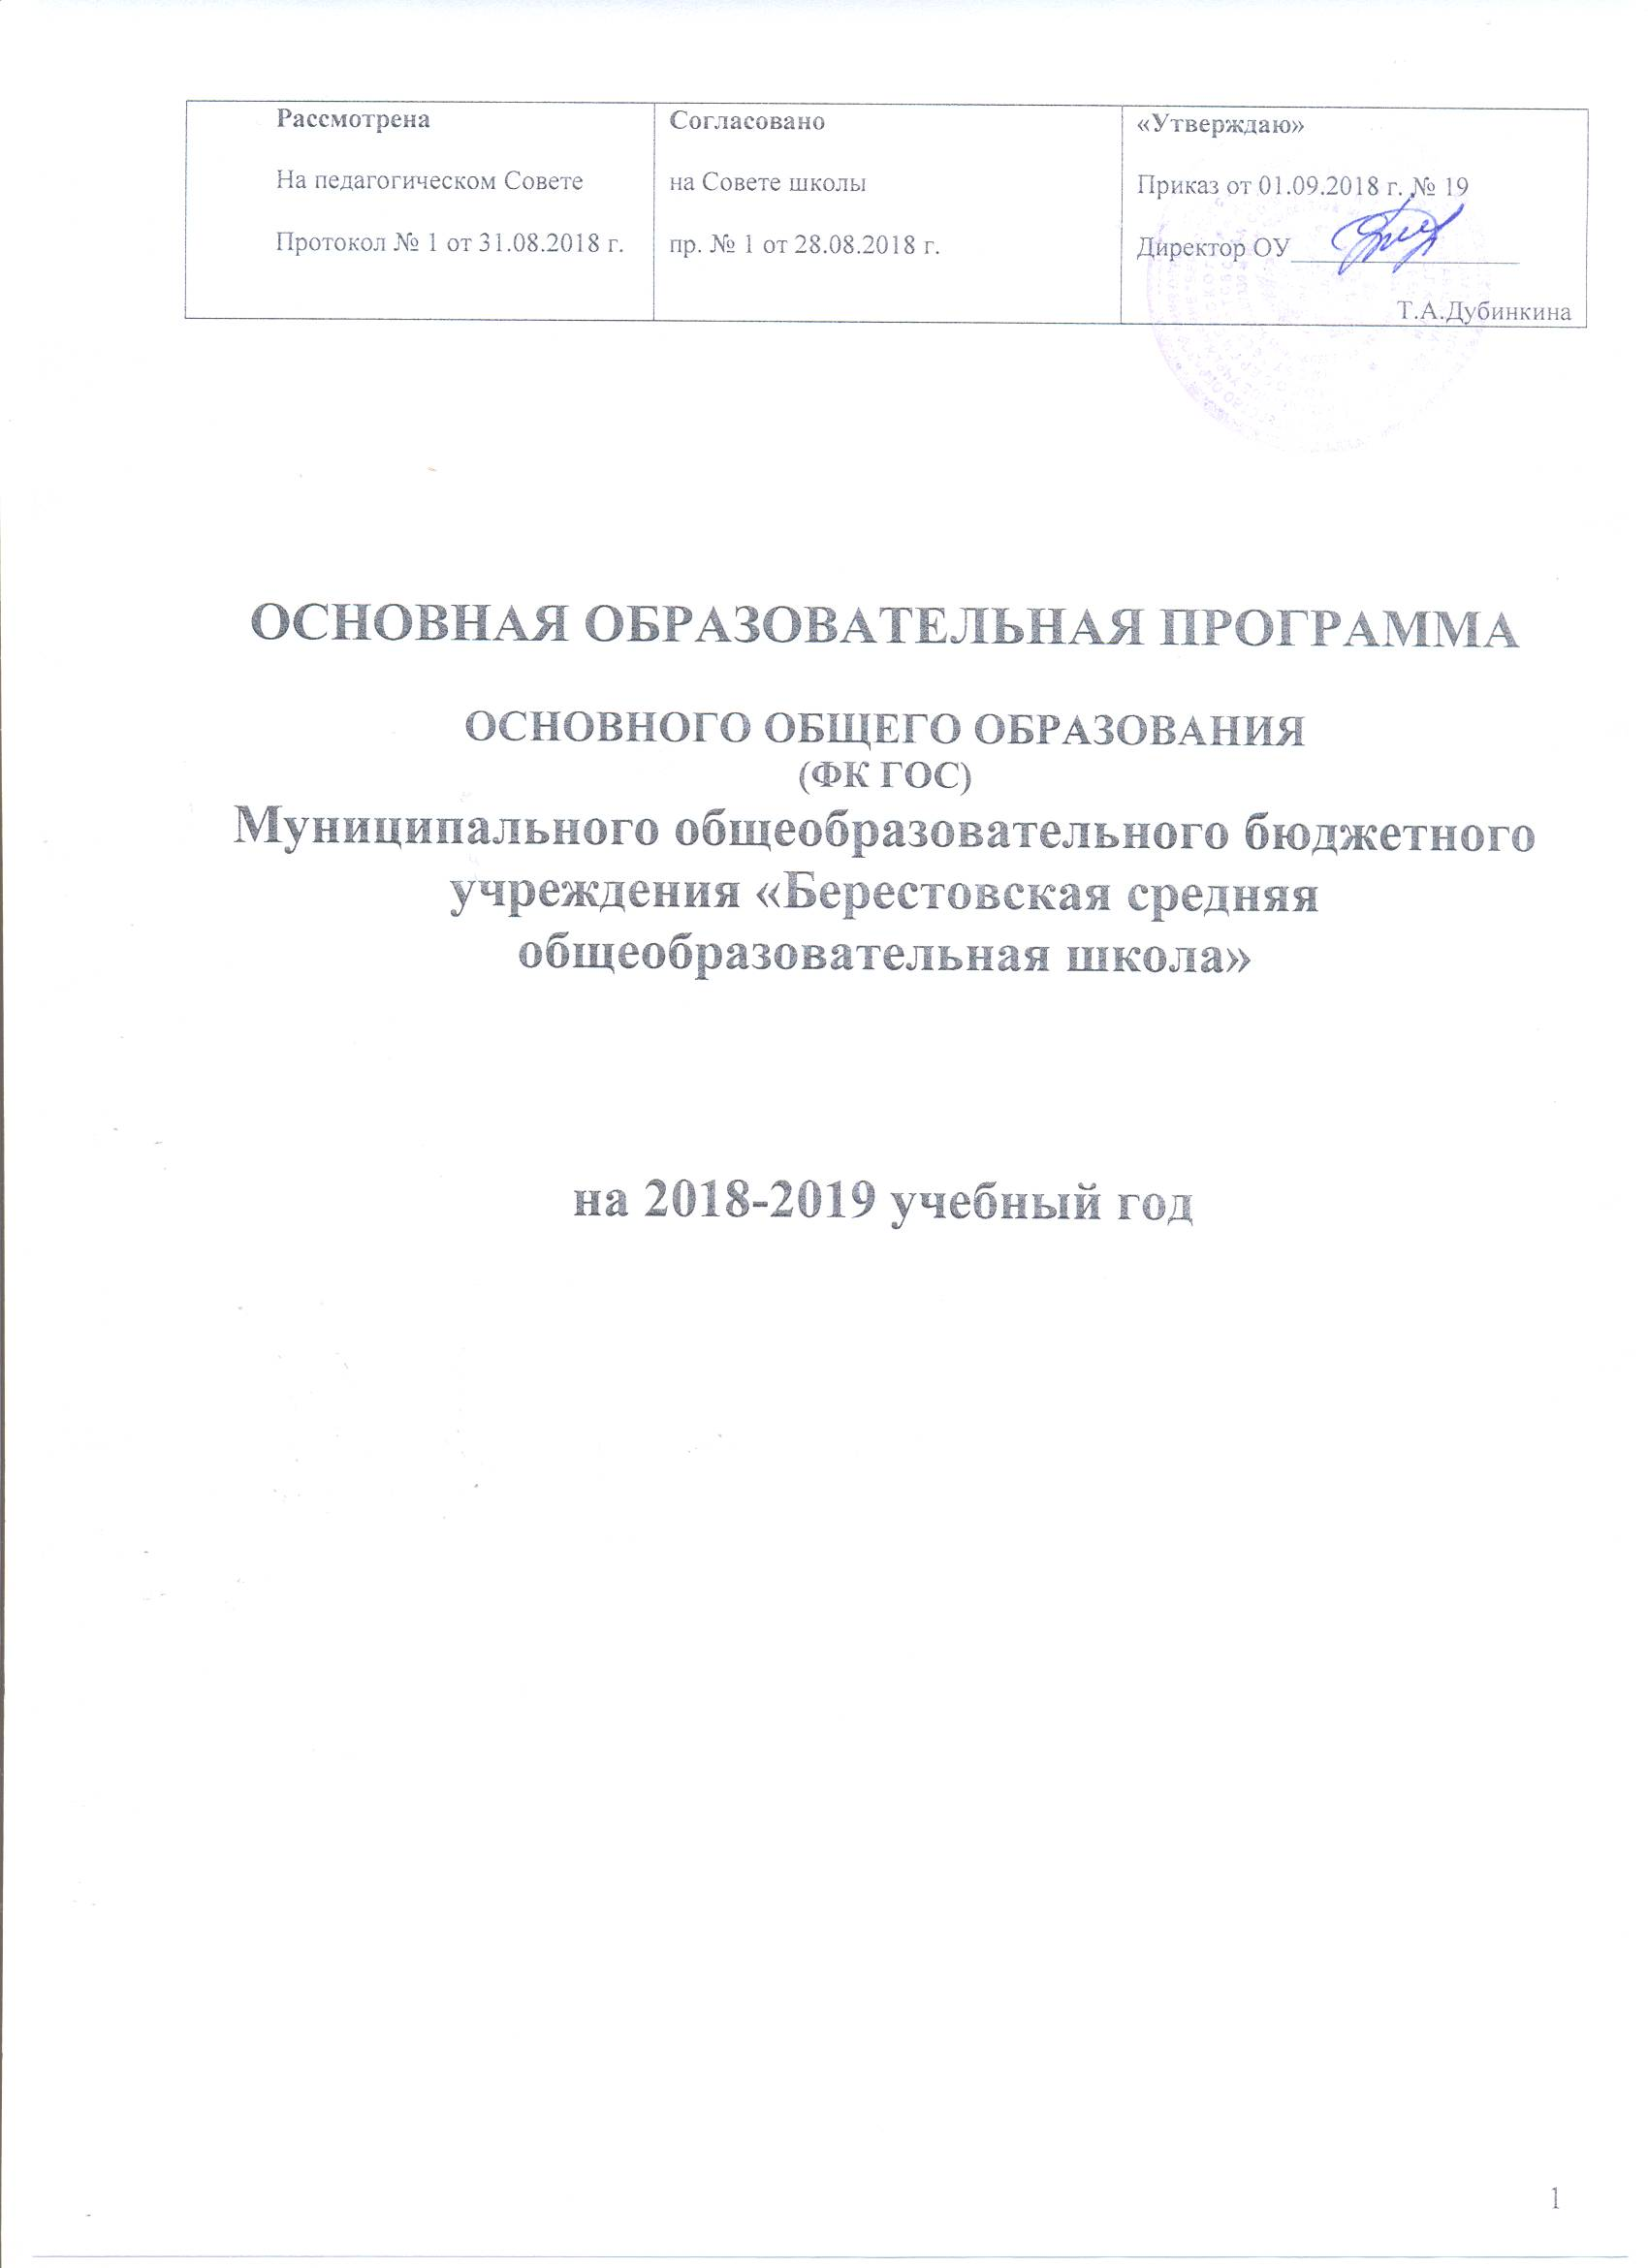 Рассмотрена
На педагогическом Совете
Протокол № 1 от 31.08.2018 г.
Согласовано
на Совете школы
пр. № 1 от 28.08.2018 г.
«Утверждаю»
Приказ от 01.09.2018 г. № 19
Директор ОУ_________________
Т.А.Дубинкина
ОСНОВНАЯ ОБРАЗОВАТЕЛЬНАЯ ПРОГРАММА
ОСНОВНОГО ОБЩЕГО ОБРАЗОВАНИЯ
(ФК ГОС)
Муниципального общеобразовательного бюджетного
учреждения «Берестовская средняя
общеобразовательная школа»
на 2018-2019 учебный год
1